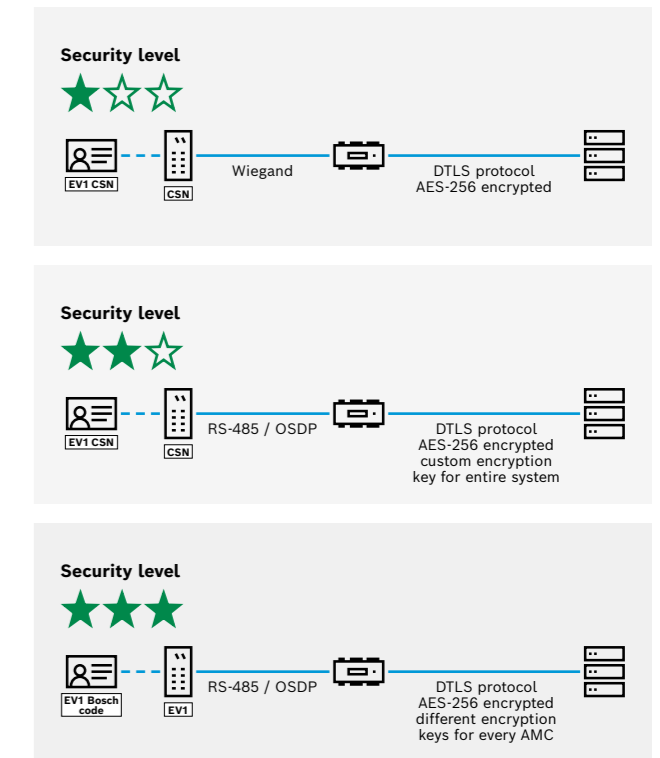 Security level
EV1 CSN
CSN
Wiegand
DTLS protocol
AES-256 encrypted
Security level
EV1 CSN
CSN
RS-485 / OSDP
DTLS protocol
AES-256 encrypted
custom encryption
key for entire system
Security level
EV1 Bosch
code
EV1
RS-485 / OSDP
DTLS protocol
AES-256 encrypted
different encryption
keys for every AMC